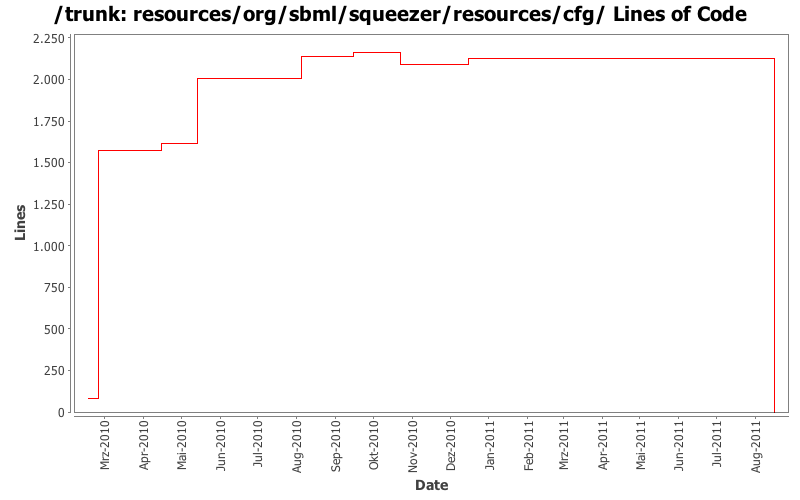 /trunk: resources/org/sbml/squeezer/resources/cfg/ Lines of Code
Lines
2.250
2.000
1.750
1.500
1.250
1.000
750
500
250
0
Mrz-2010
Apr-2010
Mai-2010
Jun-2010
Jul-2010
Aug-2010
Sep-2010
Okt-2010
Nov-2010
Dez-2010
Jan-2011
Feb-2011
Mrz-2011
Apr-2011
Mai-2011
Jun-2011
Jul-2011
Aug-2011
Date